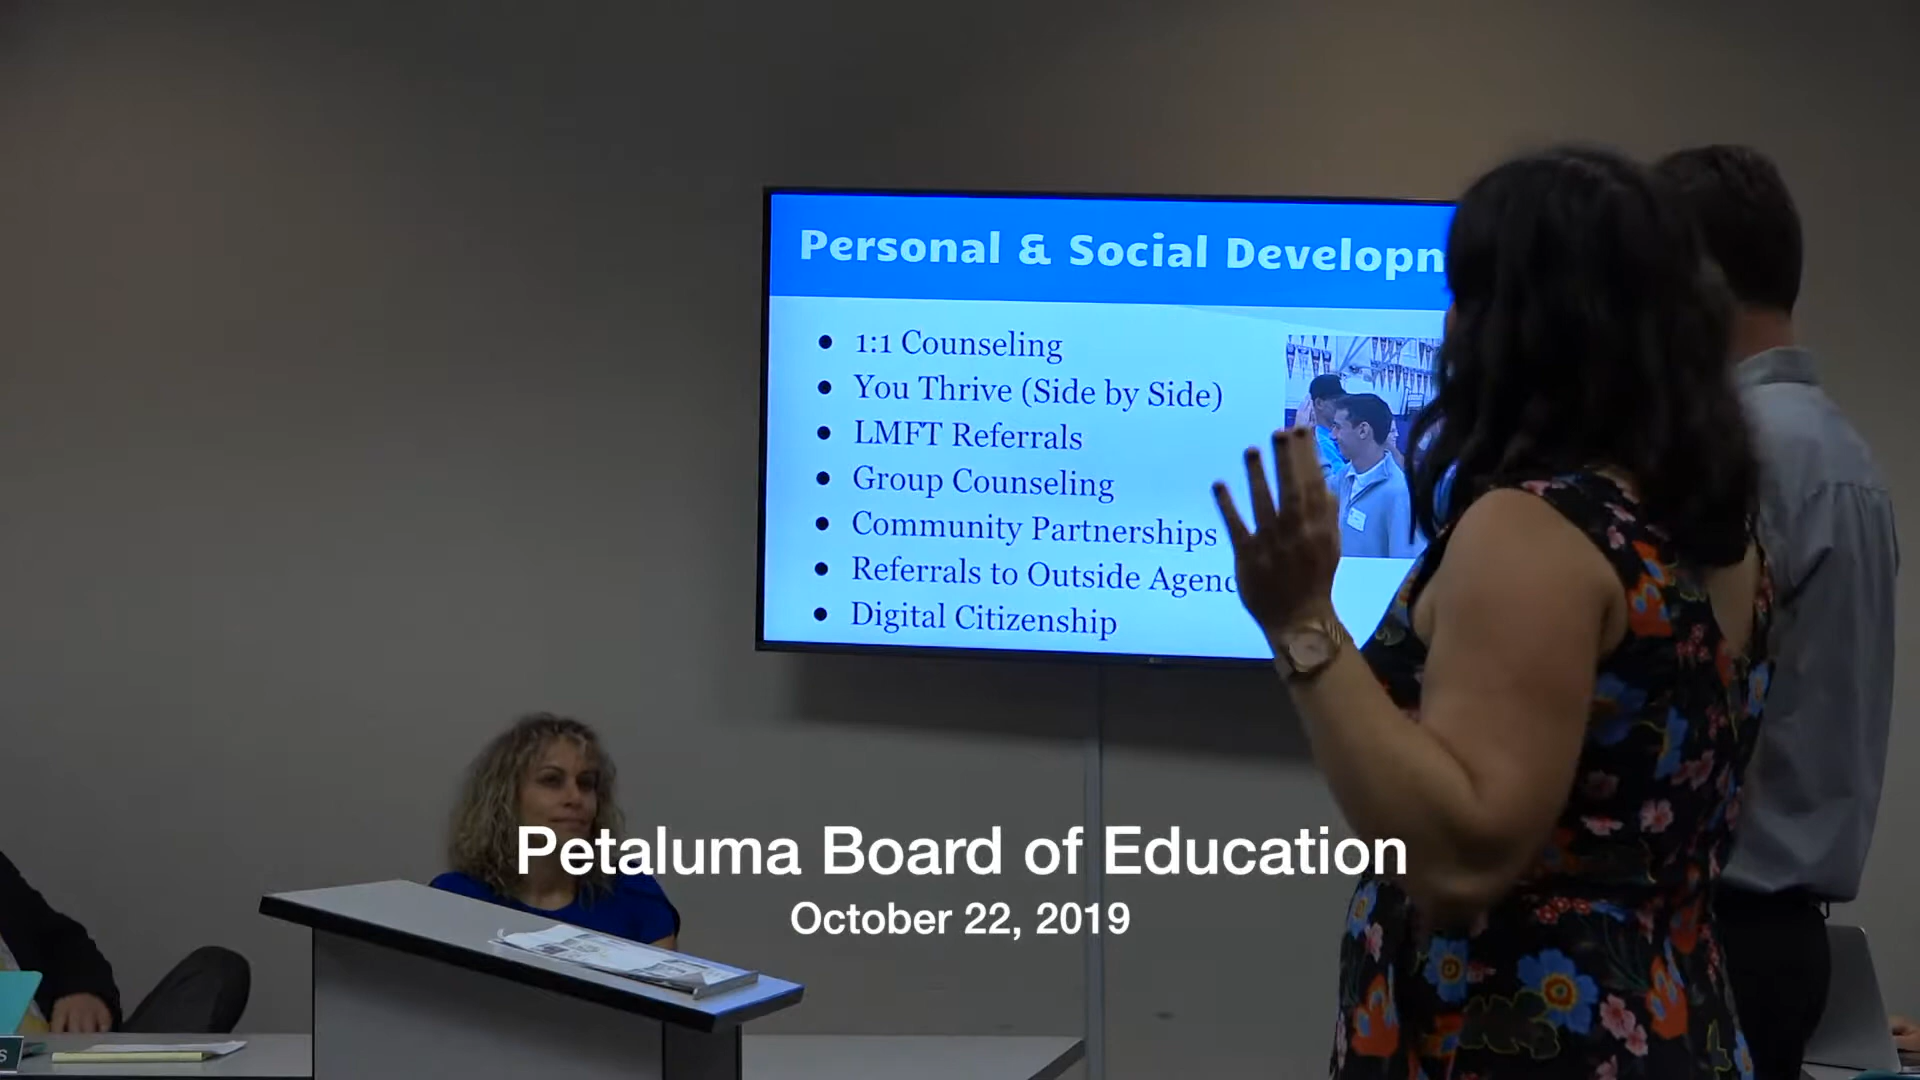 Personal & Social Developm
1:1 Counseling
You Thrive (Side by Side)
LMFT Referrals
Group Counseling
Community Partnerships
Referrals to Outside Agenc
Digital Citizenship
Petaluma Board of Education
October 22, 2019
S